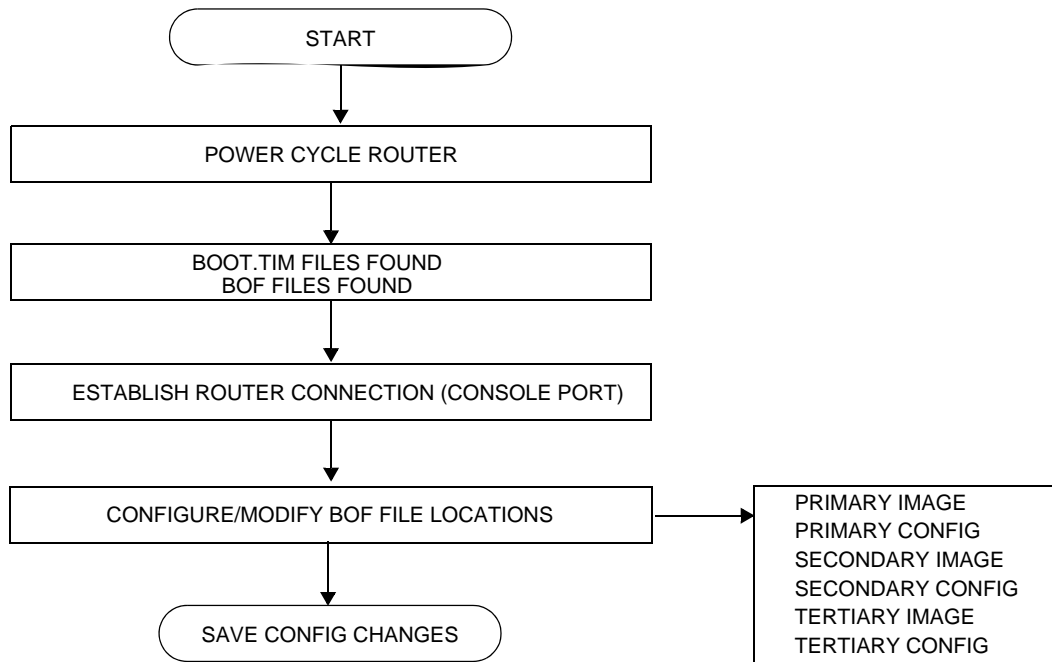 START
POWER CYCLE ROUTER
BOOT.TIM FILES FOUND
BOF FILES FOUND
ESTABLISH ROUTER CONNECTION (CONSOLE PORT)
CONFIGURE/MODIFY BOF FILE LOCATIONS
PRIMARY IMAGE
PRIMARY CONFIG
SECONDARY IMAGE
SECONDARY CONFIG
TERTIARY IMAGE
TERTIARY CONFIG
SAVE CONFIG CHANGES